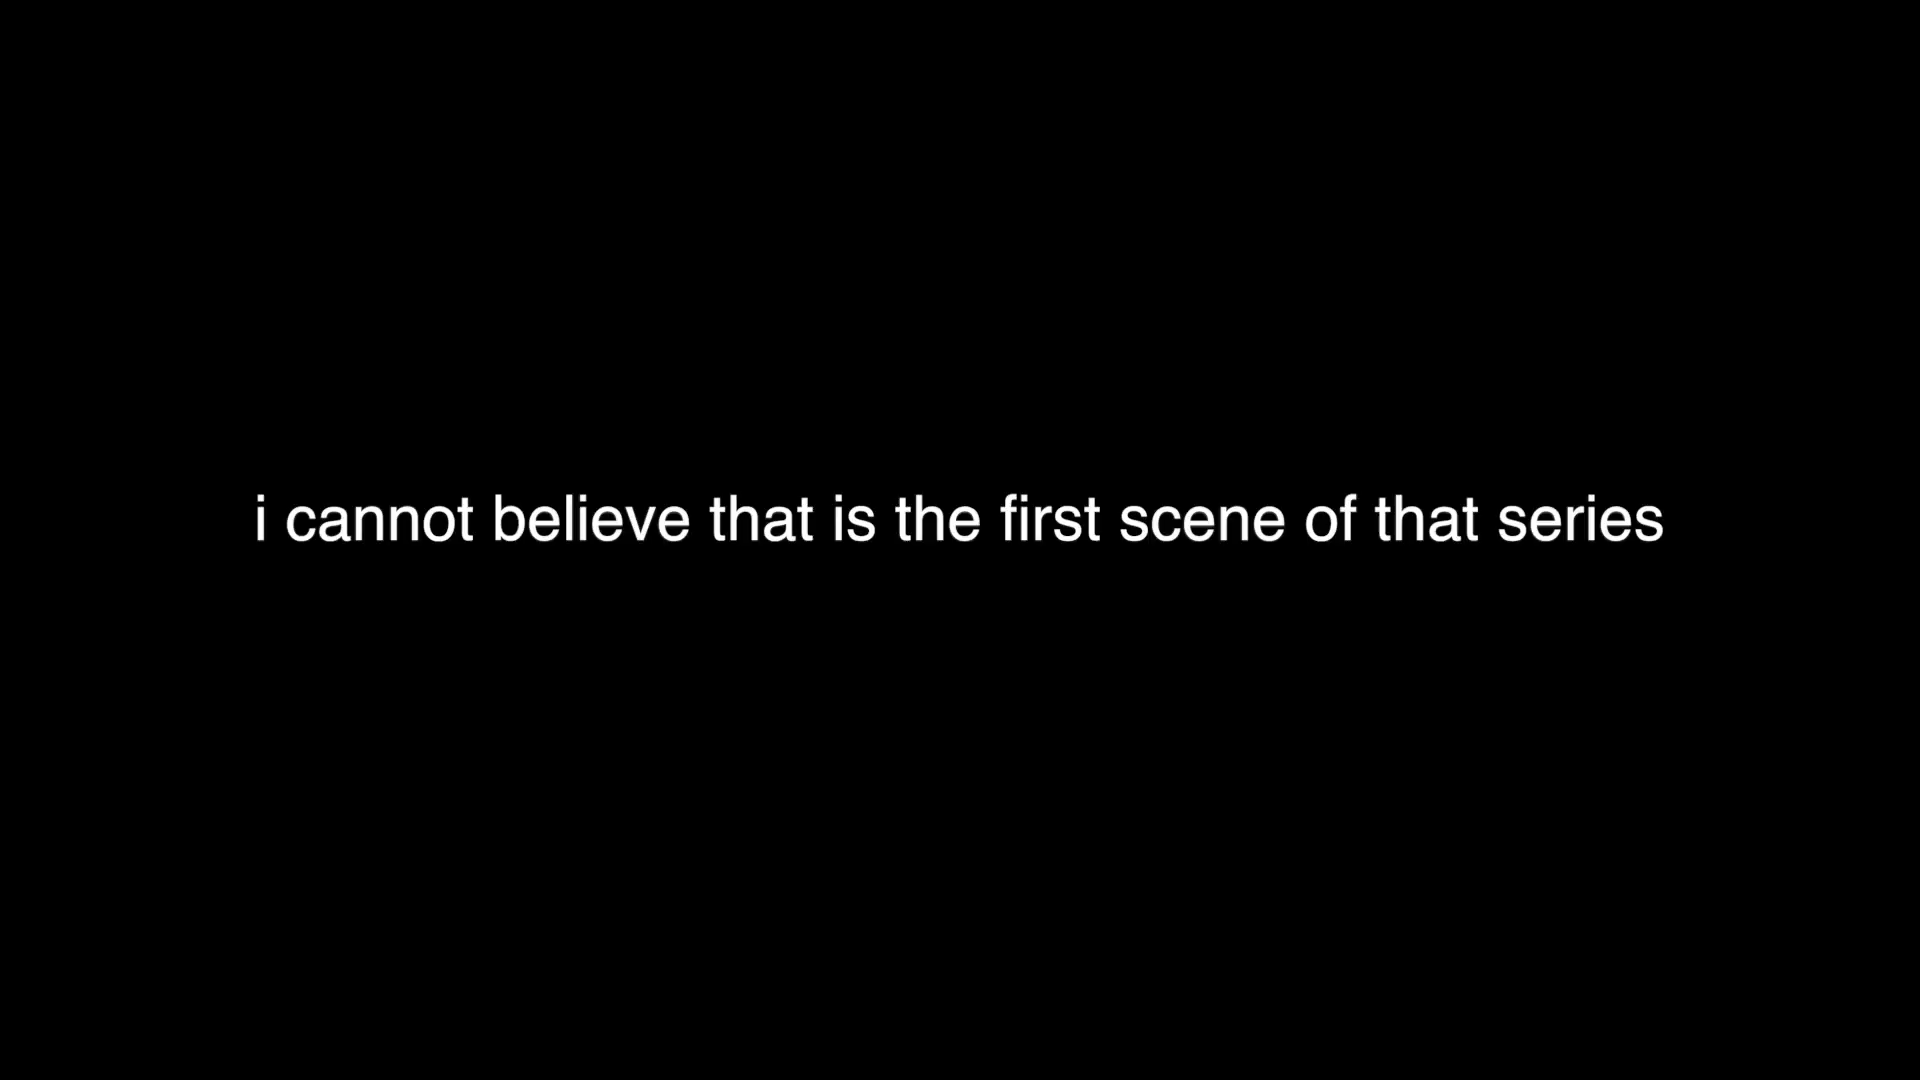 i cannot believe that is the first scene of that series